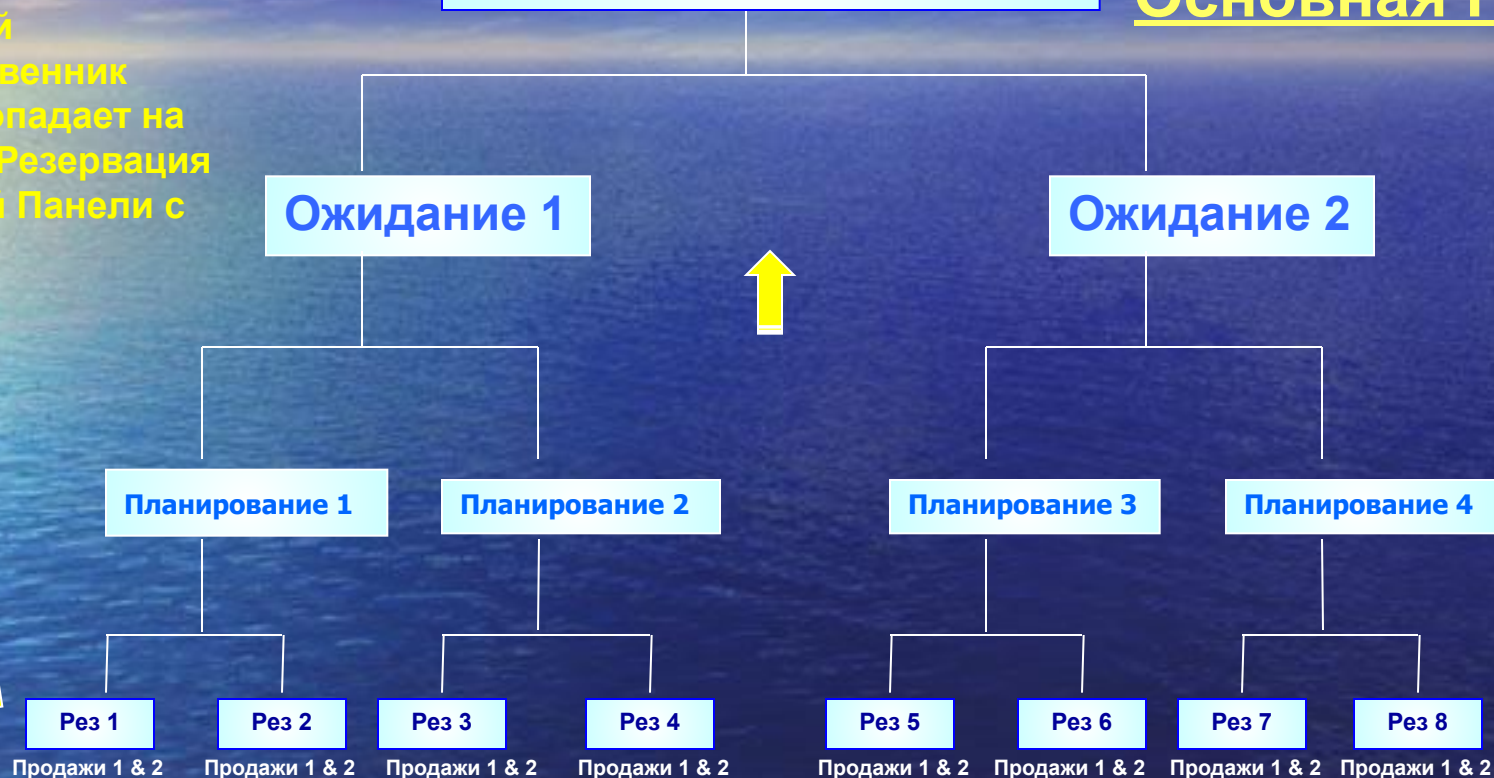 Основная
й
венник
опадает на
Резервация
й Панели с
Ожидание 1
Ожидание 2
Планирование 1
Планирование 2
Планирование 3
Планирование 4
Рез 1
Рез 2
Рез 3
Рез 4
Рез 5
Рез 6
Рез 7
Рез 8
Продажи 1 & 2
Продажи 1 & 2
Продажи 1 & 2
Продажи 1 & 2
Продажи 1 & 2
Продажи 1 & 2
Продажи 1 & 2
Продажи 1 & 2